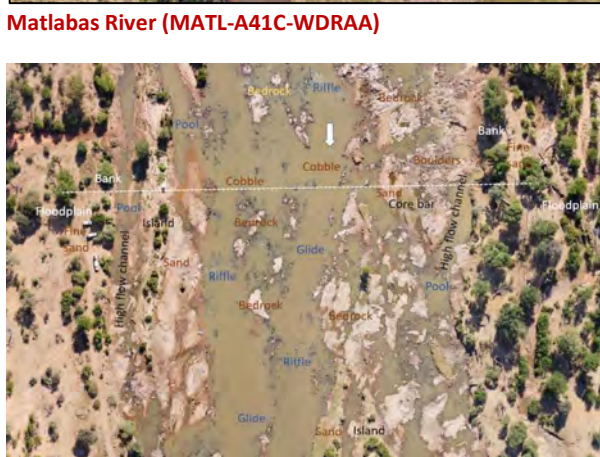 Matlabas River (MATL-A41C-WDRAA)
Bedrock
Riffle
Bedrock
Pool
Bank
Fine sand
Boulders
Cobble
Cobble
Bank
Sand
Core bar
Floodplain
Pool
Island
Floodplain
High flow channel
Fine sand
Bedrock
Glide
High flow channel
Sand
Riffle
Pool
Bedrock
Bedrock
Riffle
Glide
Sand
Island